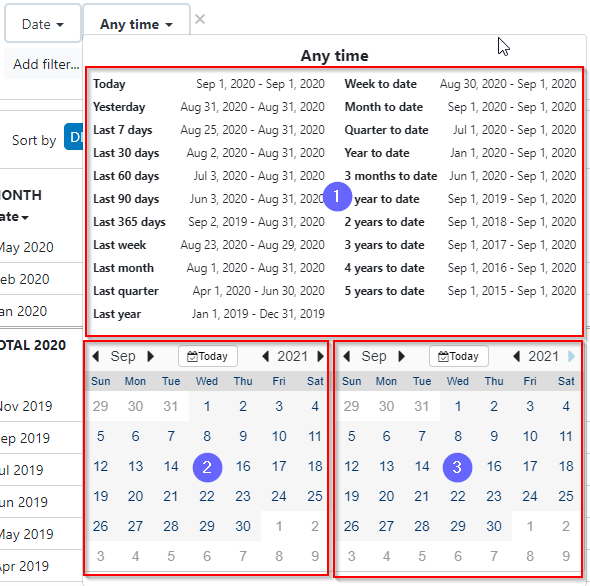 Date
Any time
×
Add filter...
Sort by
Any time
Today Sep 1, 2020 - Sep 1, 2020
Yesterday Aug 31, 2020 - Aug 31, 2020
Last 7 days Aug 25, 2020 - Aug 31, 2020
Last 30 days Aug 2, 2020 - Aug 31, 2020
Last 60 days Jul 3, 2020 - Aug 31, 2020
Last 90 days Jun 3, 2020 - Aug 31, 2020
Last 365 days Sep 2, 2019 - Aug 31, 2020
Last week Aug 23, 2020 - Aug 29, 2020
Last month Aug 1, 2020 - Aug 31, 2020
Last quarter Apr 1, 2020 - Jun 30, 2020
Last year Jan 1, 2019 - Dec 31, 2019
Week to date Aug 30, 2020 - Sep 1, 2020
Month to date Sep 1, 2020 - Sep 1, 2020
Quarter to date Jul 1, 2020 - Sep 1, 2020
Year to date Jan 1, 2020 - Sep 1, 2020
3 months to date Jun 1, 2020 - Sep 1, 2020
1
year to date Sep 1, 2019 - Sep 1, 2020
2 years to date Sep 1, 2018 - Sep 1, 2020
3 years to date Sep 1, 2017 - Sep 1, 2020
4 years to date Sep 1, 2016 - Sep 1, 2020
5 years to date Sep 1, 2015 - Sep 1, 2020
ONTH
ate
May 2020
eb 2020
an 2020
OTAL 2020
Nov 2019
ep 2019
ul 2019
un 2019
May 2019
Apr 2019
Sep Today 2021
Sun Mon Tue Wed Thu Fri Sat
29 30 31 1 2 3 4
5 6 7 8 9 10 11
12 13 14 2 16 17 18
19 20 21 22 23 24 25
26 27 28 29 30 1 2
3 4 5 6 7 8 9
Sep Today 2021
Sun Mon Tue Wed Thu Fri Sat
29 30 31 1 2 3 4
5 6 7 8 9 10 11
12 13 14 3 16 17 18
19 20 21 22 23 24 25
26 27 28 29 30 1 2
3 4 5 6 7 8 9